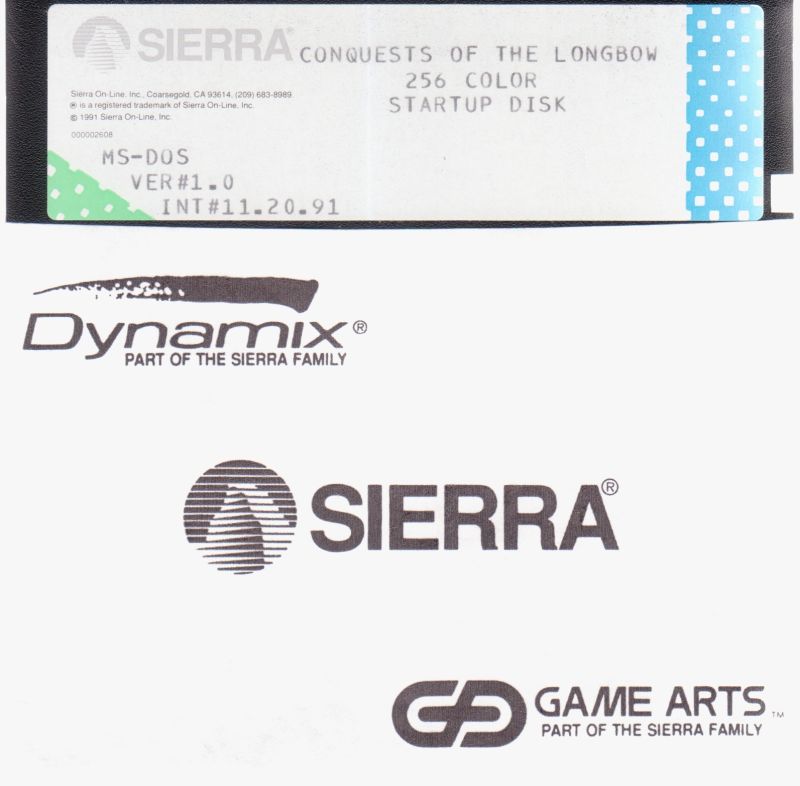 SIERRA®
CONQUESTS OF THE LONGBOW
256 COLOR
STARTUP DISK
Sierra On-Line, Inc., Coarsegold, CA 93614, (209) 683-8989
® is a registered trademark of Sierra On-Line, Inc.
© 1991 Sierra On-Line, Inc.
000002608
MS-DOS
VER#1.0
INT#11.20.91
Dynamix®
PART OF THE SIERRA FAMILY
SIERRA®
GAME ARTS™
PART OF THE SIERRA FAMILY